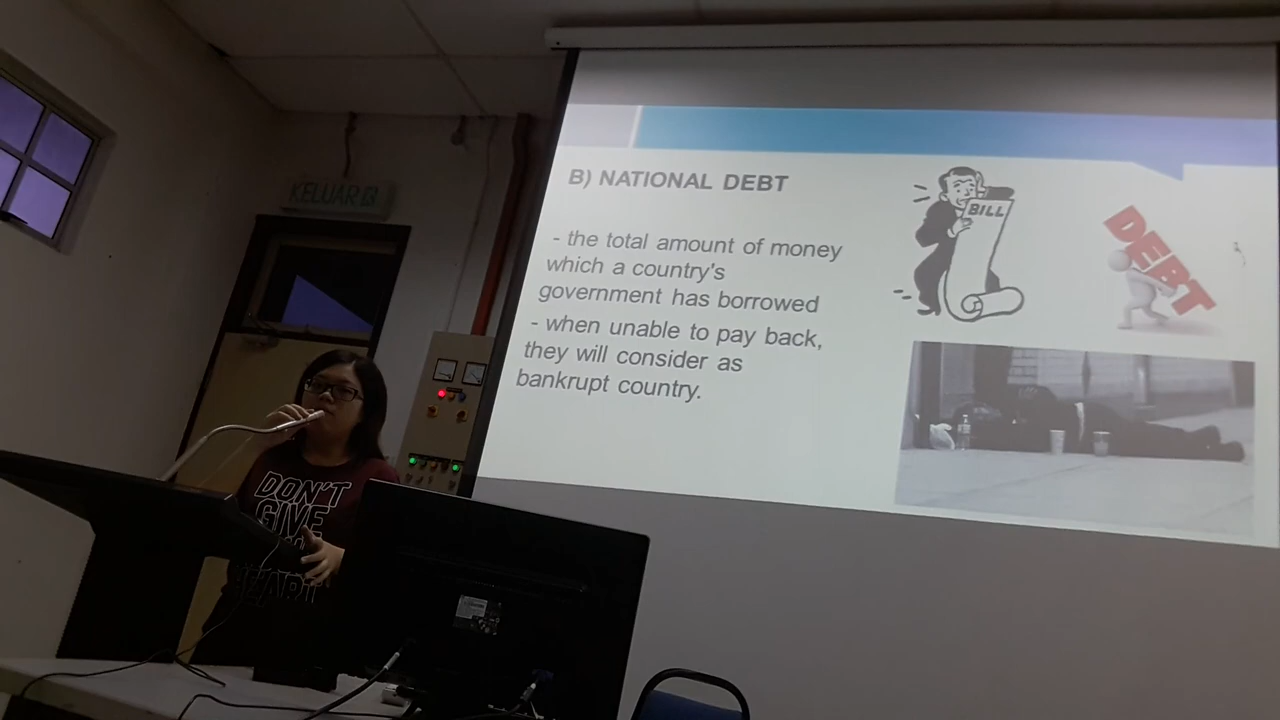 KELUAR
B) NATIONAL DEBT
- the total amount of money
which a country's
government has borrowed
- when unable to pay back,
they will consider as
bankrupt country.
BILL
DEBT
DON'T
GIVE